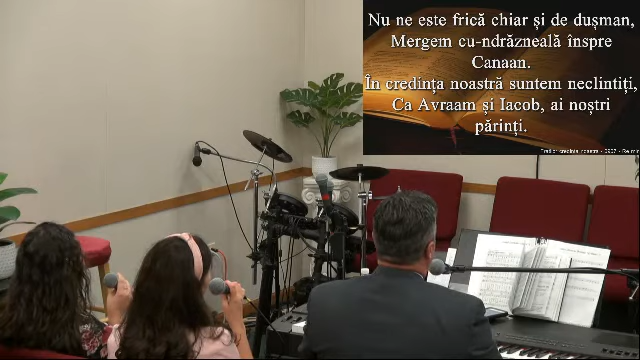 Nu ne este frică chiar și de dușman,
Mergem cu-ndrăzneală înspre
Canaan.
În credința noastră suntem neclintiți,
Ca Avraam și Iacob, ai noștri
părinți.